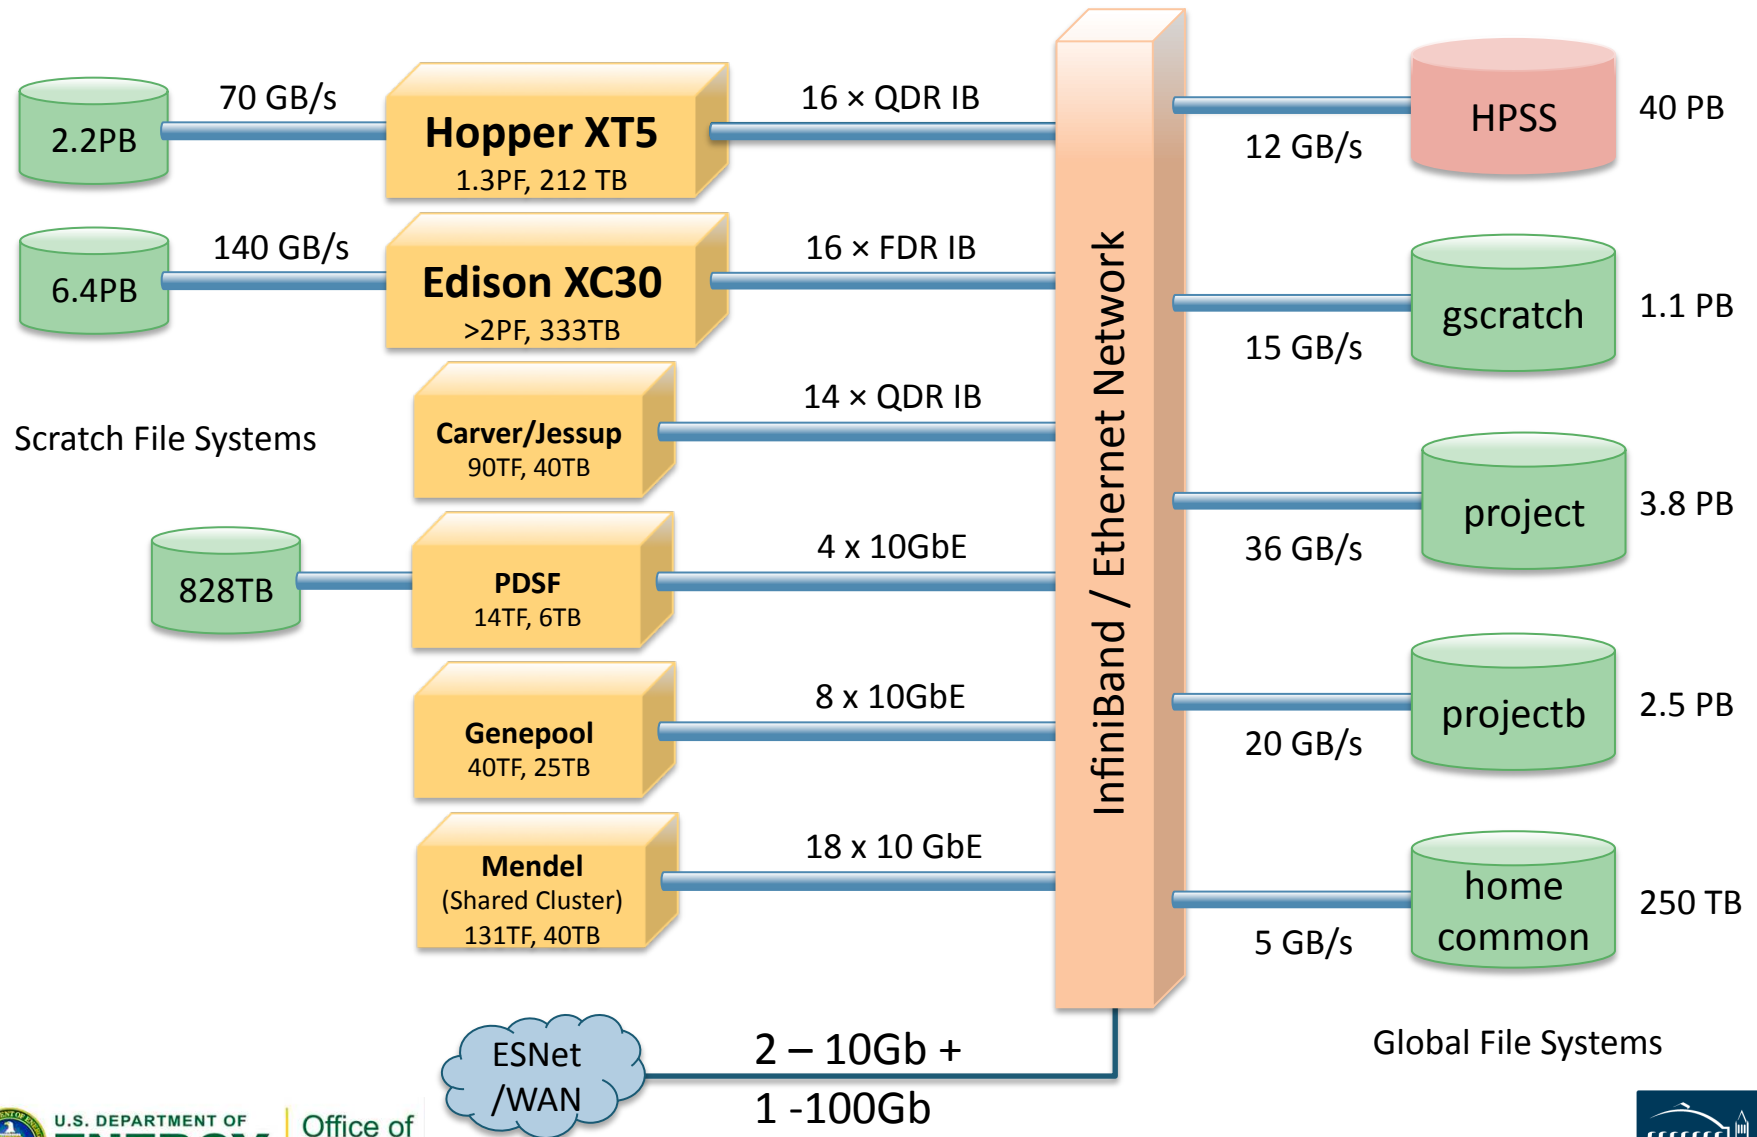 2.2PB
70 GB/s
Hopper XT5
1.3PF, 212 TB
16 × QDR IB
6.4PB
140 GB/s
Edison XC30
>2PF, 333TB
16 × FDR IB
Scratch File Systems
Carver/Jessup
90TF, 40TB
14 × QDR IB
828TB
PDSF
14TF, 6TB
4 x 10GbE
Genepool
40TF, 25TB
8 x 10GbE
Mendel
(Shared Cluster)
131TF, 40TB
18 x 10 GbE
InfiniBand / Ethernet Network
HPSS
40 PB
12 GB/s
gscratch
1.1 PB
15 GB/s
project
3.8 PB
36 GB/s
projectb
2.5 PB
20 GB/s
home
common
250 TB
5 GB/s
Global File Systems
ESNet
/WAN
2 – 10Gb +
1 -100Gb
U.S. DEPARTMENT OF
ENERGY
Office of